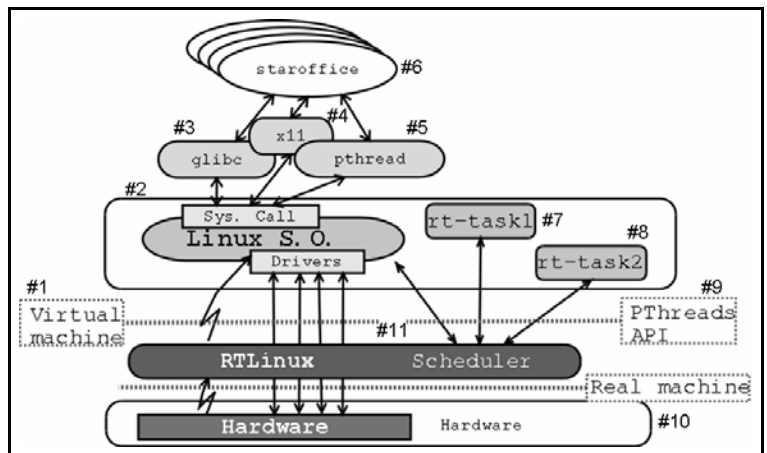 staroffice
#6
#4
#3
x11
#5
glibc
pthread
#2
Sys. Call
rt-task1
#7
Linux S. O.
#8
Drivers
rt-task2
#1
#9
Virtual
machine
#11
PThreads
API
RTLinux
Scheduler
Real machine
Hardware
Hardware
#10